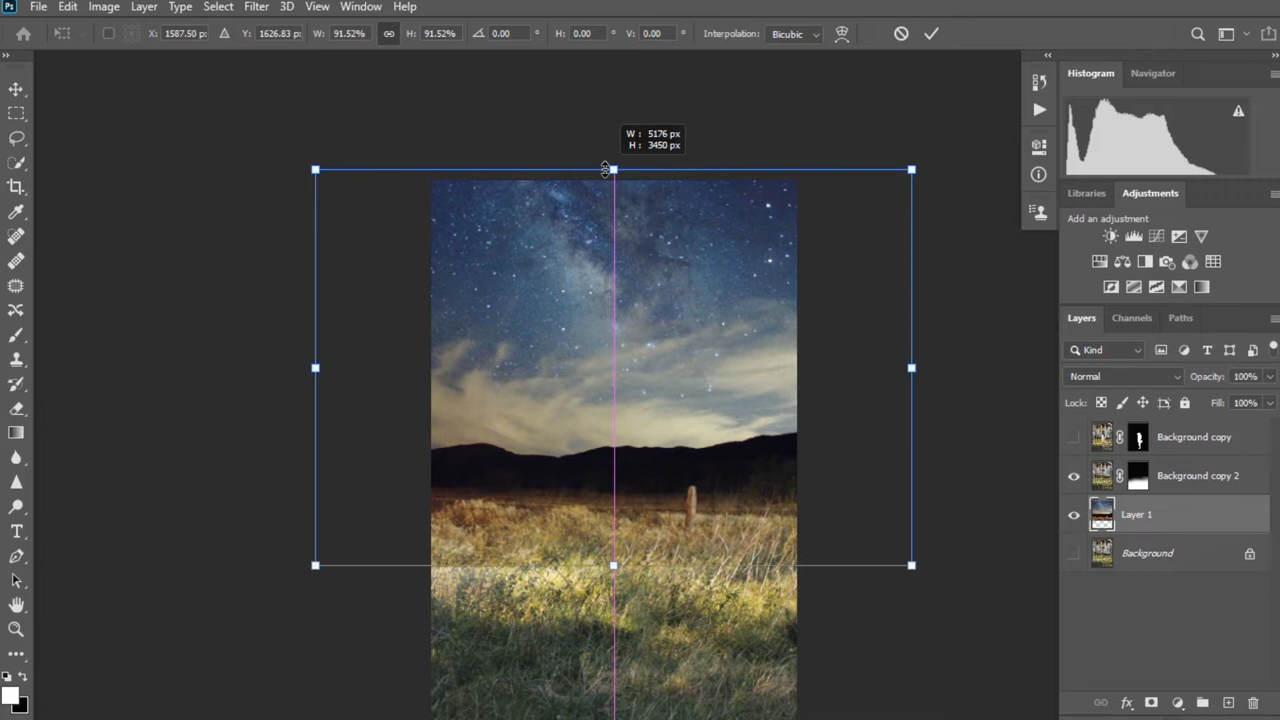 Ps File Edit Image Layer Type Select Filter 3D View Window Help
X: 1587.50 p: Y: 1626.83 p: W: 91.52% H: 91.52% 0.00 ° H: 0.00 ° V: 0.00 ° Interpolation: Bicubic
Histogram Navigator
W : 5176 px
H : 3450 px
Libraries Adjustments
Add an adjustment
Layers Channels Paths
Kind
Normal Opacity: 100%
Lock: Fill: 100%
Background copy
Background copy 2
Layer 1
Background